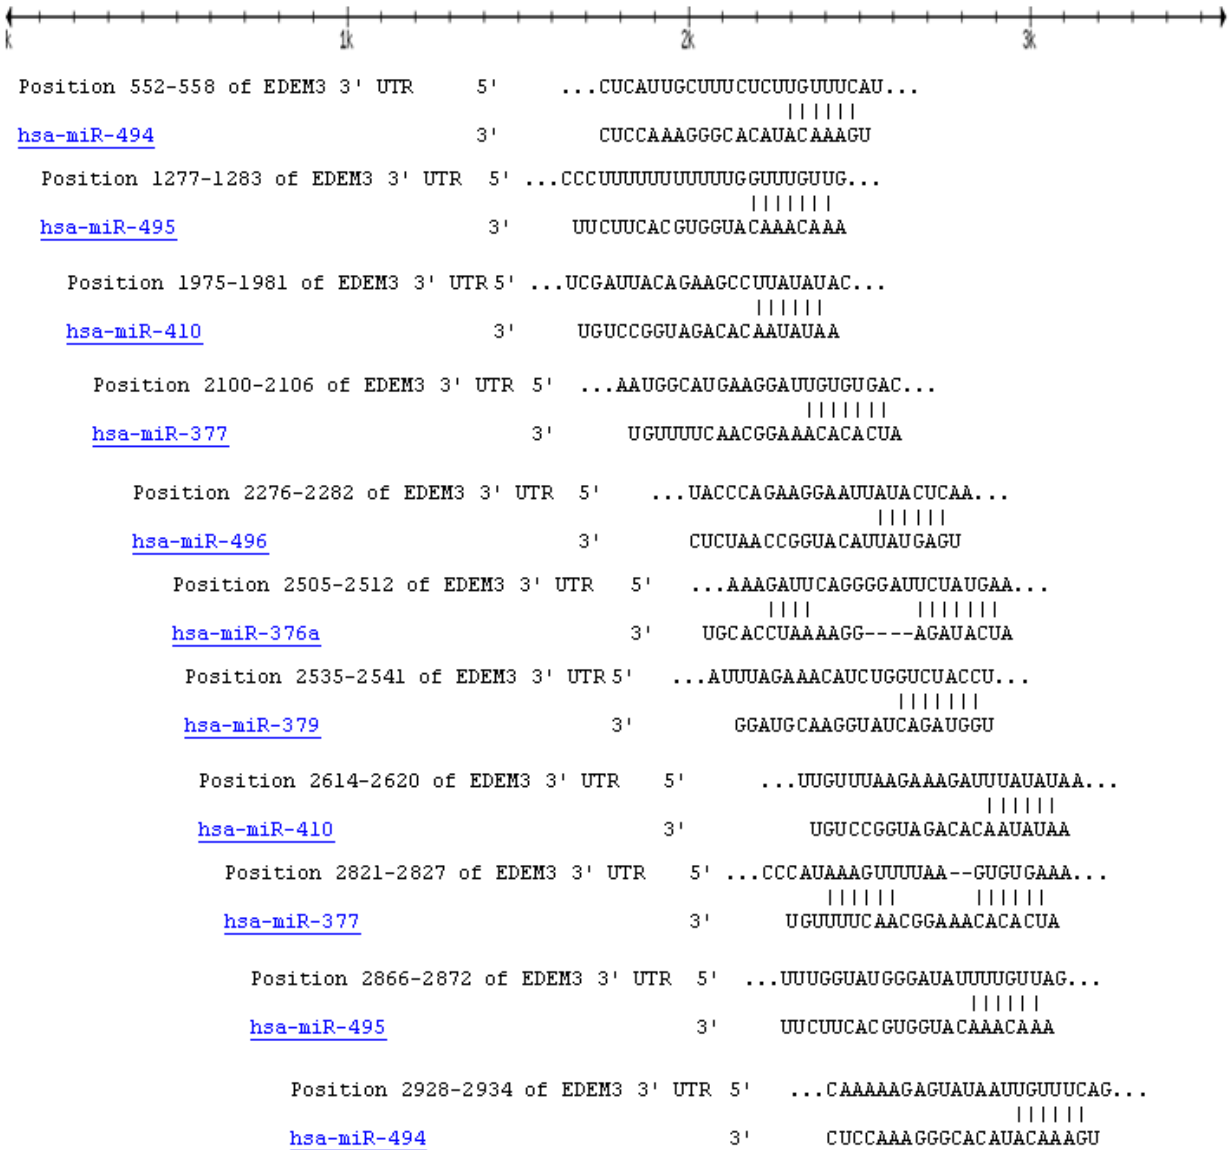 k 1k 2k 3k
Position 552-558 of EDEM3 3' UTR 5' ...CUCAUUGCUUUCUCUUGUUUCAU...
||||||
hsa-miR-494 3' CUCCAAAGGGCACAUACAAAGU
Position 1277-1283 of EDEM3 3' UTR 5' ...CCCUUUUUUUUUUUGGUUUGUUG...
|||||||
hsa-miR-495 3' UUCUUCACGUGGUACAAACAAA
Position 1975-1981 of EDEM3 3' UTR 5' ...UCGAUUACAGAAGCCUUAUAUAC...
||||||
hsa-miR-410 3' UGUCCGGUAGACACAAUAUAA
Position 2100-2106 of EDEM3 3' UTR 5' ...AAUGGCAUGAAGGAUUGUGUGAC...
|||||||
hsa-miR-377 3' UGUUUUCAACGGAAACACACUA
Position 2276-2282 of EDEM3 3' UTR 5' ...UACCCAGAAGGAAUUAUACUCAA...
||||||
hsa-miR-496 3' CUCUAACCGGUACAUUAUGAGU
Position 2505-2512 of EDEM3 3' UTR 5' ...AAAGAUUCAGGGGAUUCUAUGAA...
|||| |||||||
hsa-miR-376a 3' UGCACCUAAAAGG----AGAUACUA
Position 2535-2541 of EDEM3 3' UTR 5' ...AUUUAGAAACAUCUGGUCUACCU...
|||||||
hsa-miR-379 3' GGAUGCAAGGUAUCAGAUGGU
Position 2614-2620 of EDEM3 3' UTR 5' ...UUGUUUAAGAAAGAUUUAUAUAA...
||||||
hsa-miR-410 3' UGUCCGGUAGACACAAUAUAA
Position 2821-2827 of EDEM3 3' UTR 5' ...CCCAUAAAGUUUUAA--GUGUGAAA...
|||||| ||||||
hsa-miR-377 3' UGUUUUCAACGGAAACACACUA
Position 2866-2872 of EDEM3 3' UTR 5' ...UUUGGUAUGGGAUAUUUUGUUAG...
||||||
hsa-miR-495 3' UUCUUCACGUGGUACAAACAAA
Position 2928-2934 of EDEM3 3' UTR 5' ...CAAAAAGAGUAUAAUUGUUUCAG...
||||||
hsa-miR-494 3' CUCCAAAGGGCACAUACAAAGU